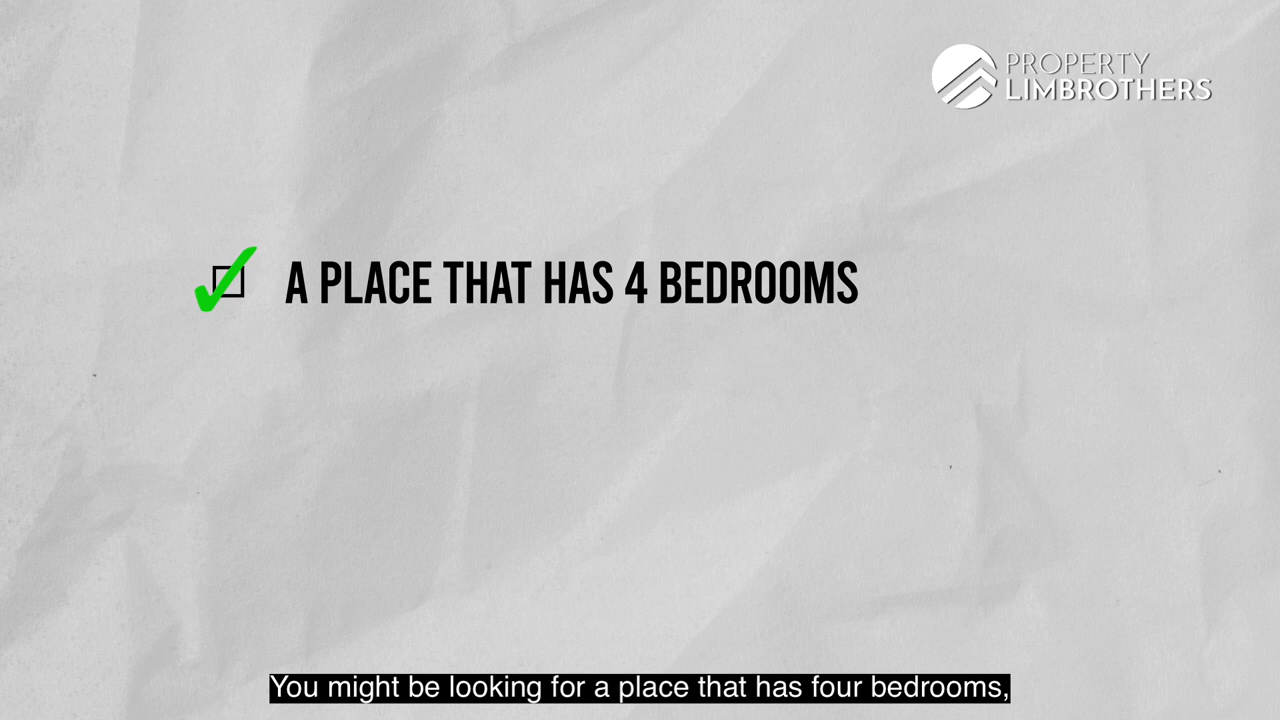 PROPERTY
LIMBROTHERS
A PLACE THAT HAS 4 BEDROOMS
You might be looking for a place that has four bedrooms,